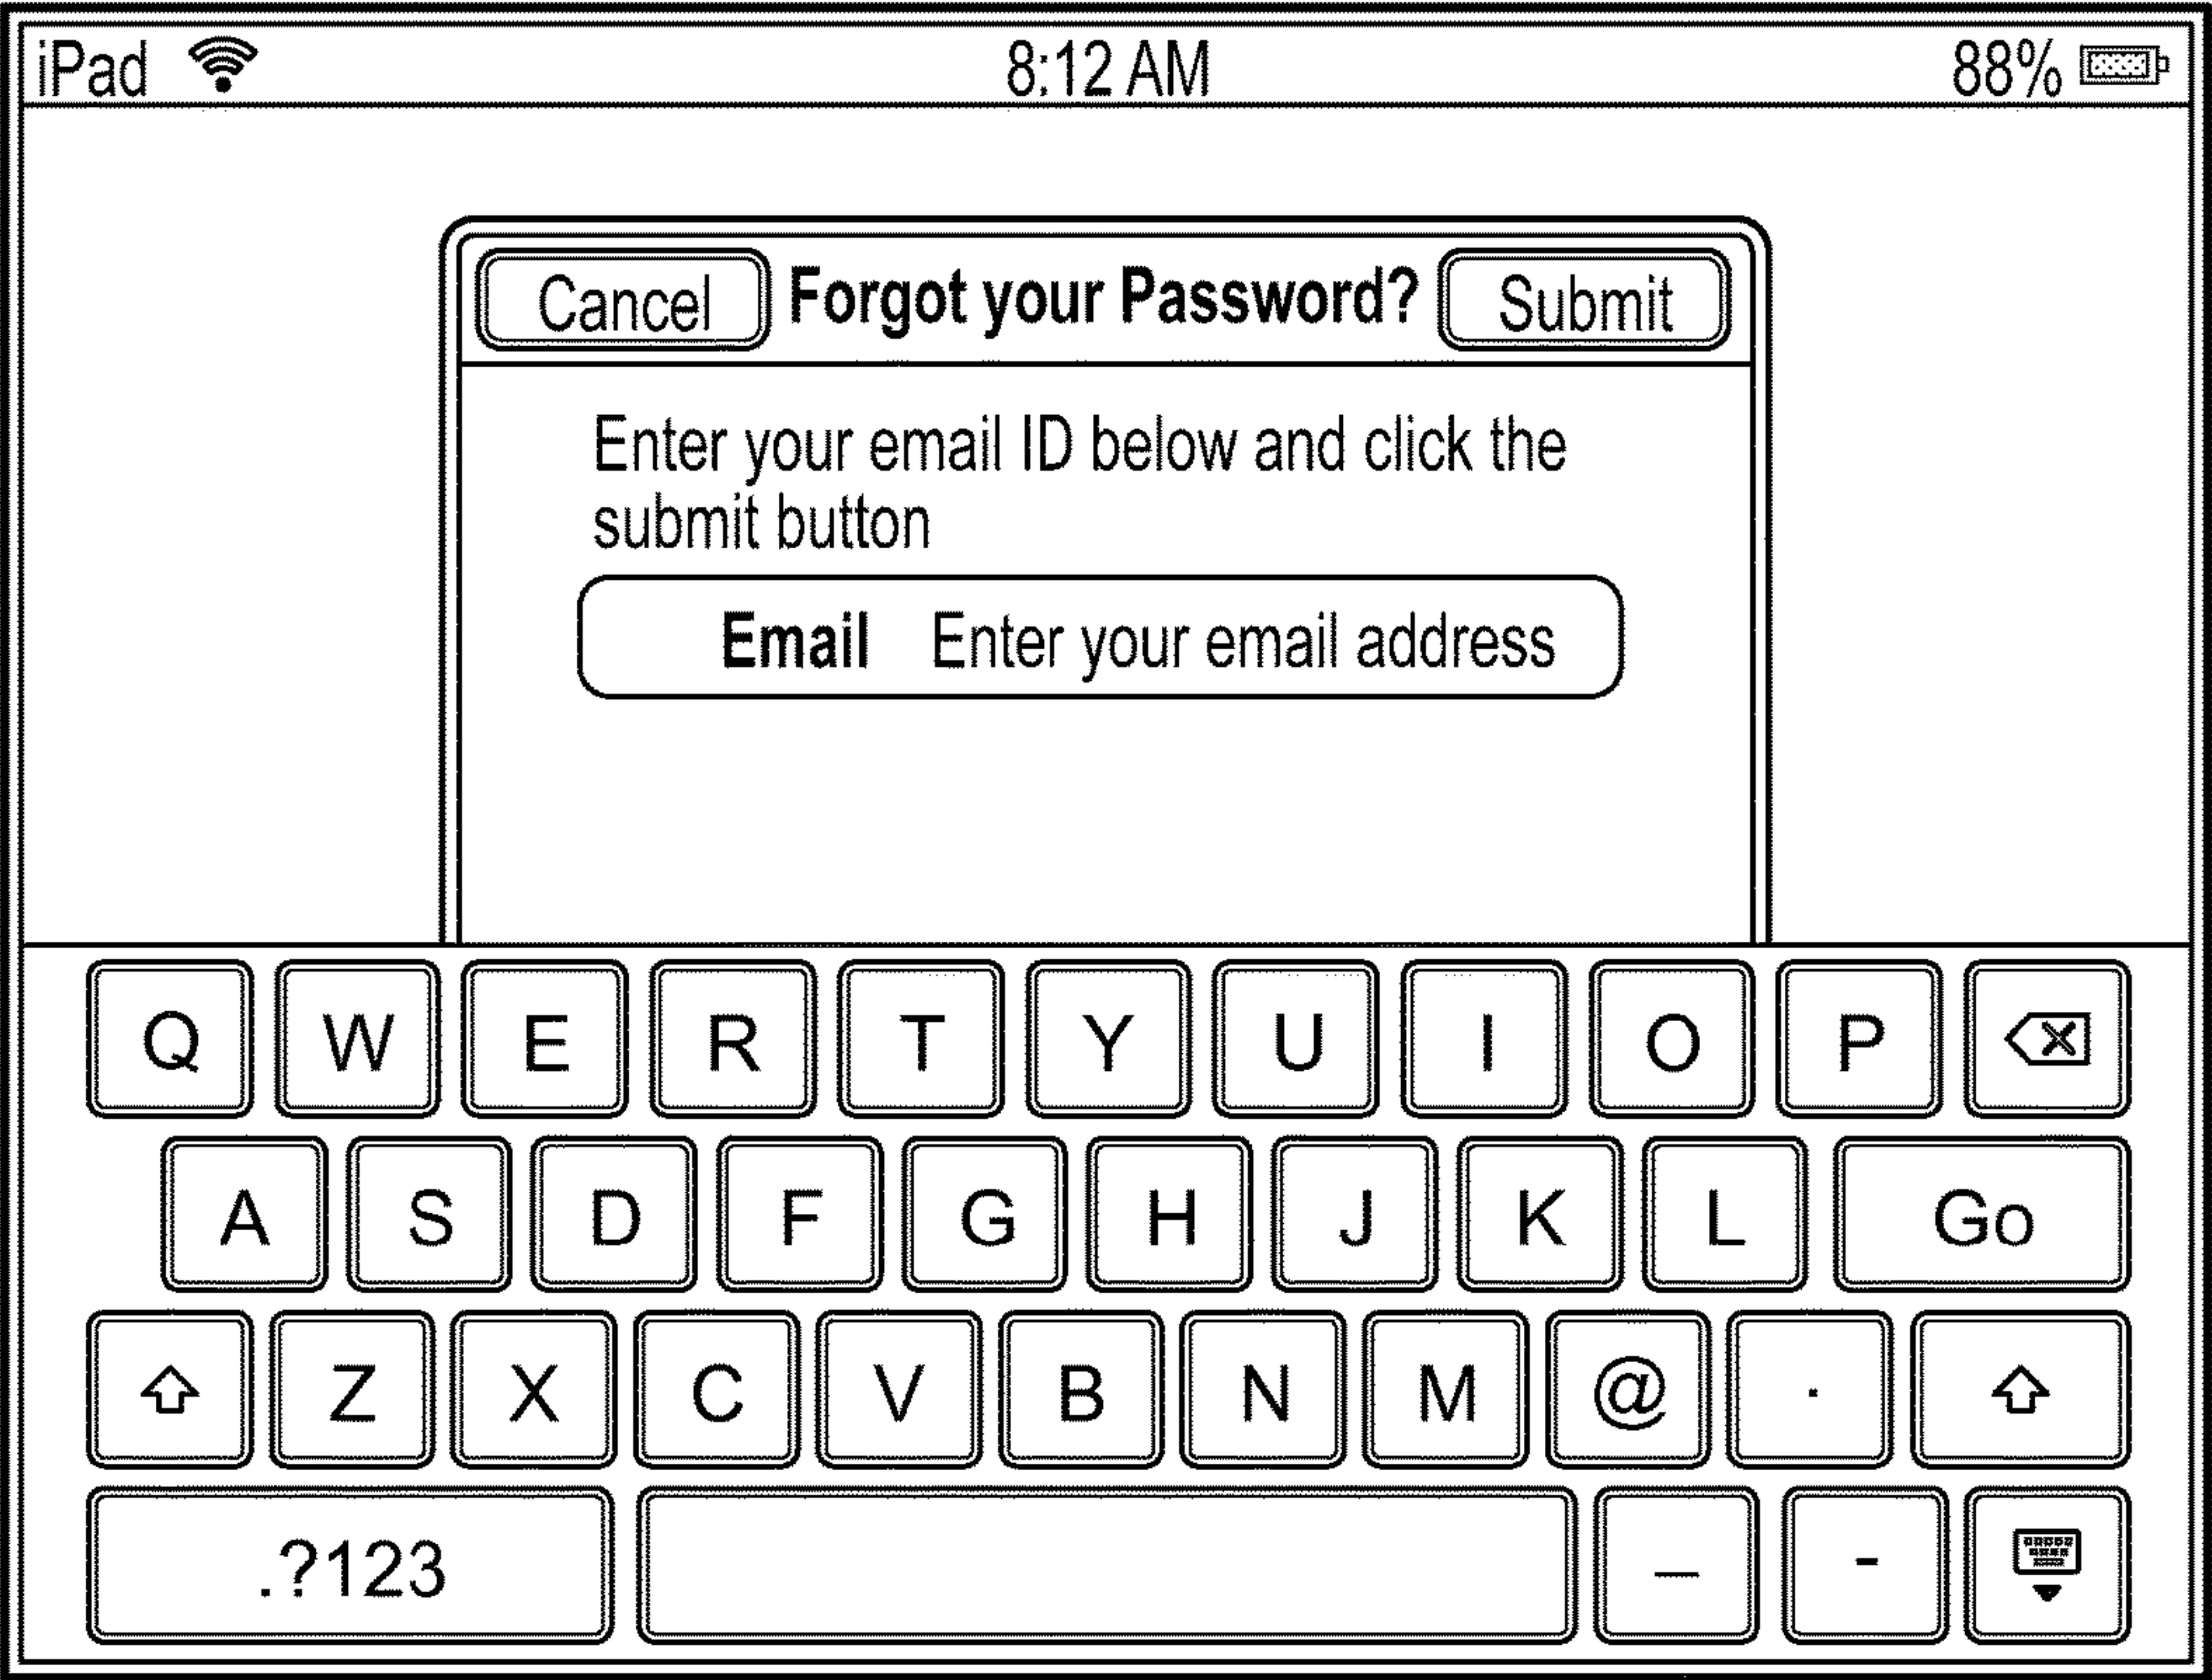 iPad 8:12 AM 88%
Cancel Forgot your Password? Submit
Enter your email ID below and click the
submit button
Email Enter your email address
Q W E R T Y U I O P
A S D F G H J K L Go
Z X C V B N M @ .
.?123 _ -